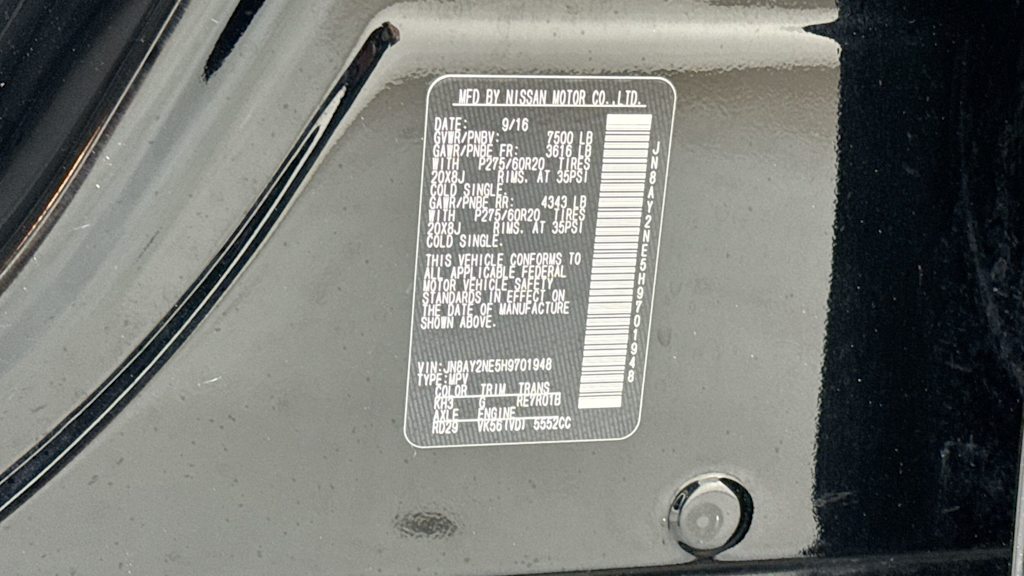 MFD BY NISSAN MOTOR CO.,LTD.
DATE: 9/16
GVWR/PNBV: 7500 LB
GAWR/PNBE FR: 3616 LB
WITH P275/60R20 TIRES
20X8J RIMS. AT 35PSI
COLD SINGLE.
GAWR/PNBE RR: 4343 LB
WITH P275/60R20 TIRES
20X8J RIMS. AT 35PSI
COLD SINGLE.
THIS VEHICLE CONFORMS TO
ALL APPLICABLE FEDERAL
MOTOR VEHICLE SAFETY
STANDARDS IN EFFECT ON
THE DATE OF MANUFACTURE
SHOWN ABOVE.
VIN:JN8AY2NE5H9701948
TYPE:MPV
COLOR TRIM TRANS
KH3 G RE7R01B
AXLE ENGINE
RD29 VK56(VD) 5552CC
JN8AY2NE5H9701948